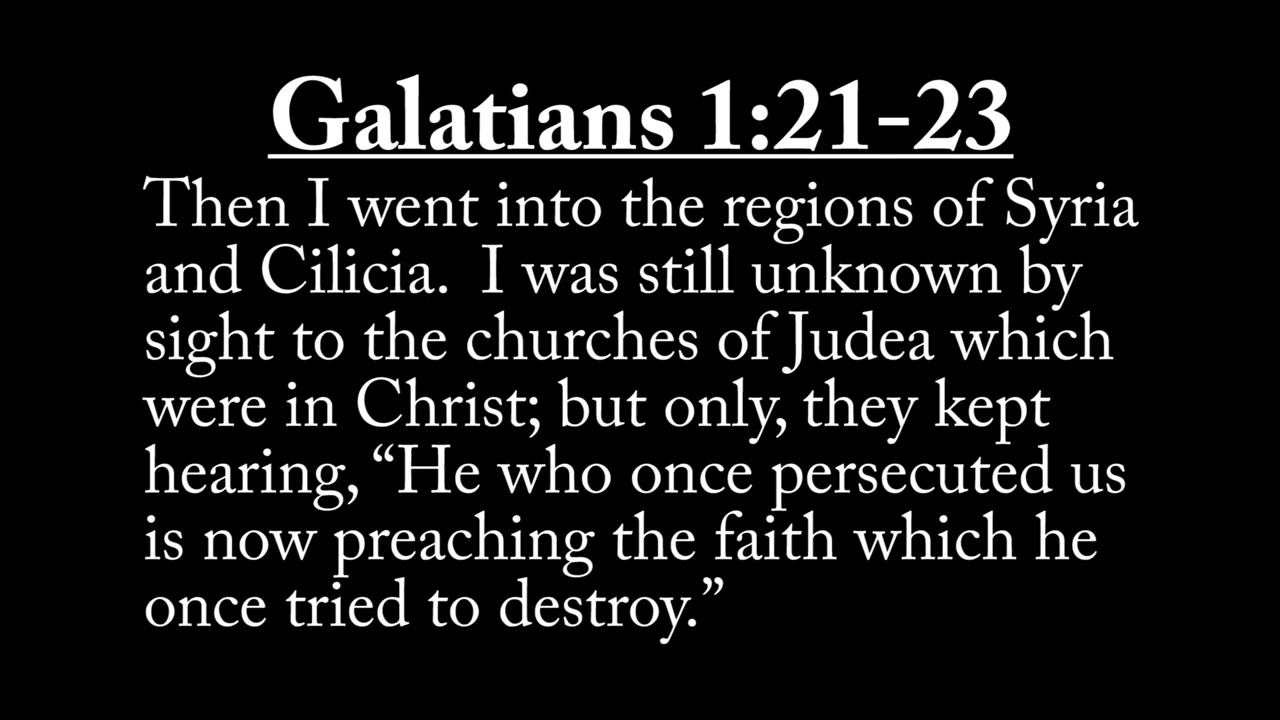 Galatians 1:21-23
Then I went into the regions of Syria
and Cilicia.  I was still unknown by
sight to the churches of Judea which
were in Christ; but only, they kept
hearing, “He who once persecuted us
is now preaching the faith which he
once tried to destroy.”